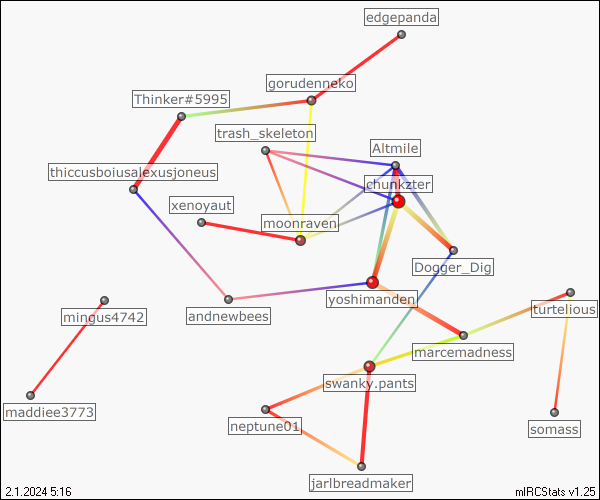 edgepanda
gorudenneko
Thinker#5995
trash_skeleton
Altmile
thiccusboiusalexusjoneus
chunkzter
xenoyaut
moonraven
Dogger_Dig
yoshimanden
turtelious
mingus4742
andnewbees
marcemadness
swanky.pants
maddiee3773
neptune01
somass
jarlbreadmaker
2.1.2024 5:16
mIRCStats v1.25